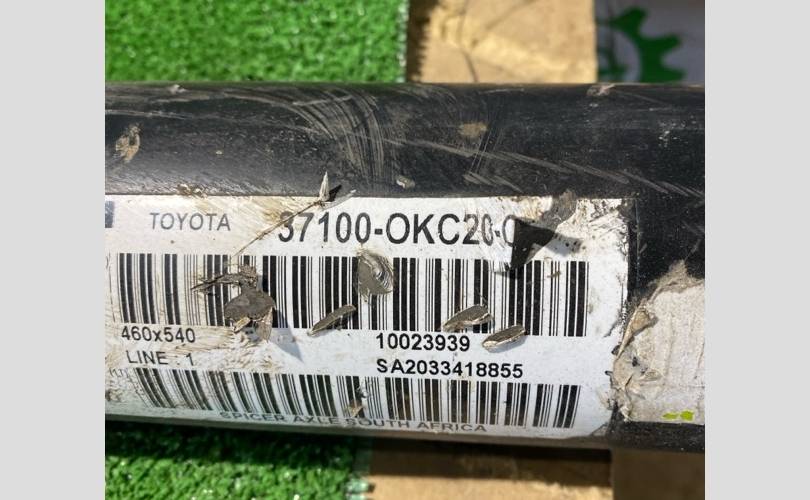 TOYOTA 37100-OKC20-
460x540 10023939
LINE 1 SA2033418855
SPICER AXLE SOUTH AFRICA